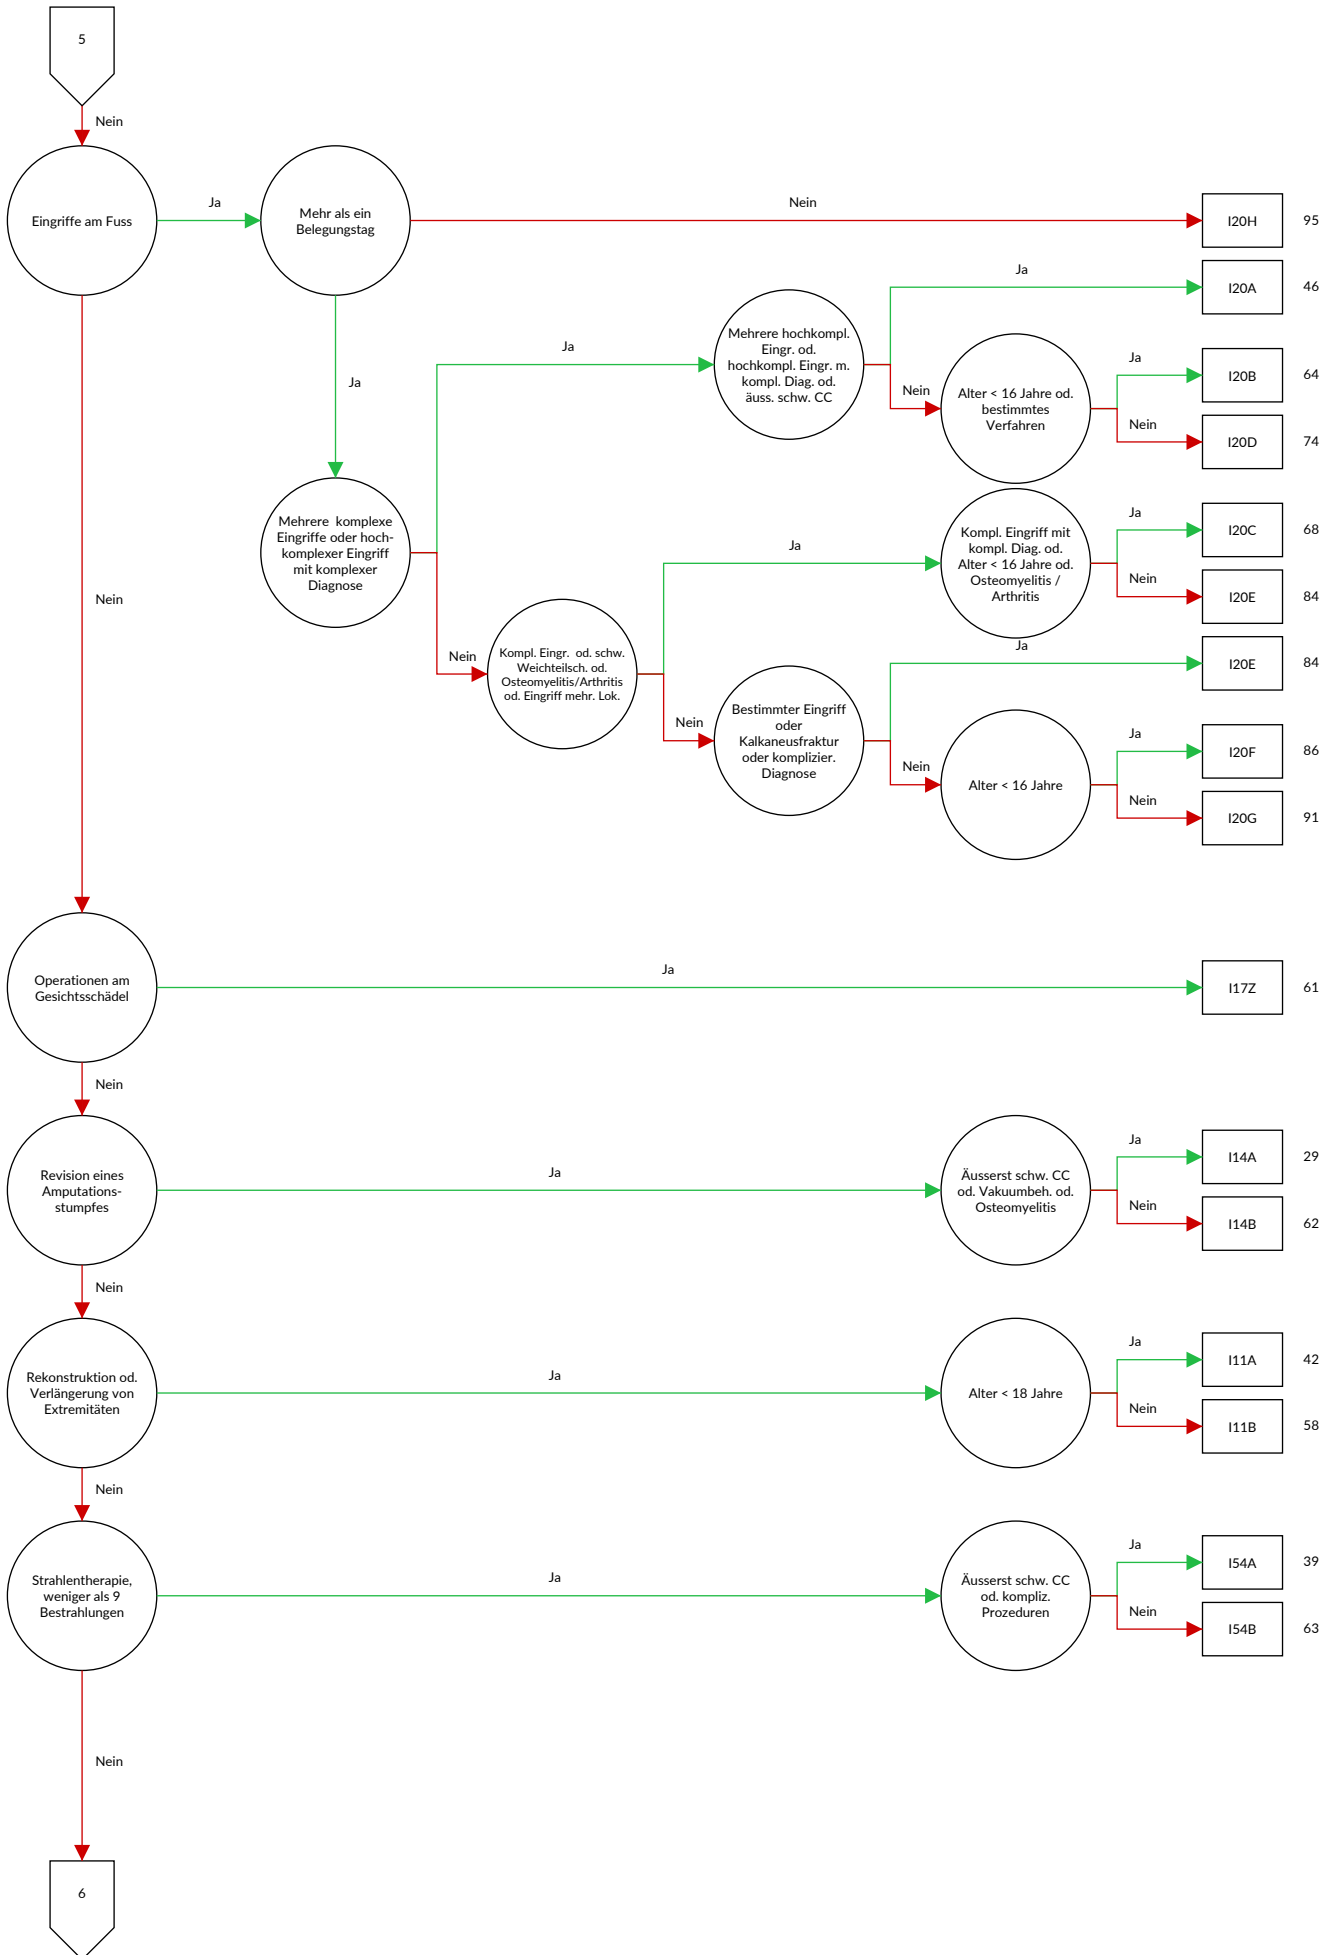 5
Nein
Eingriffe am Fuss
Ja
Mehr als ein
Belegungstag
Nein
I20H
95
Ja
Ja
Mehrere hochkompl.
Eingr. od.
hochkompl. Eingr. m.
kompl. Diag. od.
äuss. schw. CC
Ja
I20A
46
Nein
Alter < 16 Jahre od.
bestimmtes
Verfahren
Ja
I20B
64
Nein
I20D
74
Mehrere  komplexe
Eingriffe oder hoch-
komplexer Eingriff
mit komplexer
Diagnose
Nein
Kompl. Eingr.  od. schw.
Weichteilsch. od.
Osteomyelitis/Arthritis
od. Eingriff mehr. Lok.
Ja
Kompl. Eingriff mit
kompl. Diag. od.
Alter < 16 Jahre od.
Osteomyelitis /
Arthritis
Ja
I20C
68
Nein
I20E
84
Nein
Bestimmter Eingriff
oder
Kalkaneusfraktur
oder komplizier.
Diagnose
Ja
I20E
84
Nein
Alter < 16 Jahre
Ja
I20F
86
Nein
I20G
91
Nein
Operationen am
Gesichtsschädel
Ja
I17Z
61
Nein
Revision eines
Amputations-
stumpfes
Ja
Äusserst schw. CC
od. Vakuumbeh. od.
Osteomyelitis
Ja
I14A
29
Nein
I14B
62
Nein
Rekonstruktion od.
Verlängerung von
Extremitäten
Ja
Alter < 18 Jahre
Ja
I11A
42
Nein
I11B
58
Nein
Strahlentherapie,
weniger als 9
Bestrahlungen
Ja
Äusserst schw. CC
od. kompliz.
Prozeduren
Ja
I54A
39
Nein
I54B
63
Nein
6